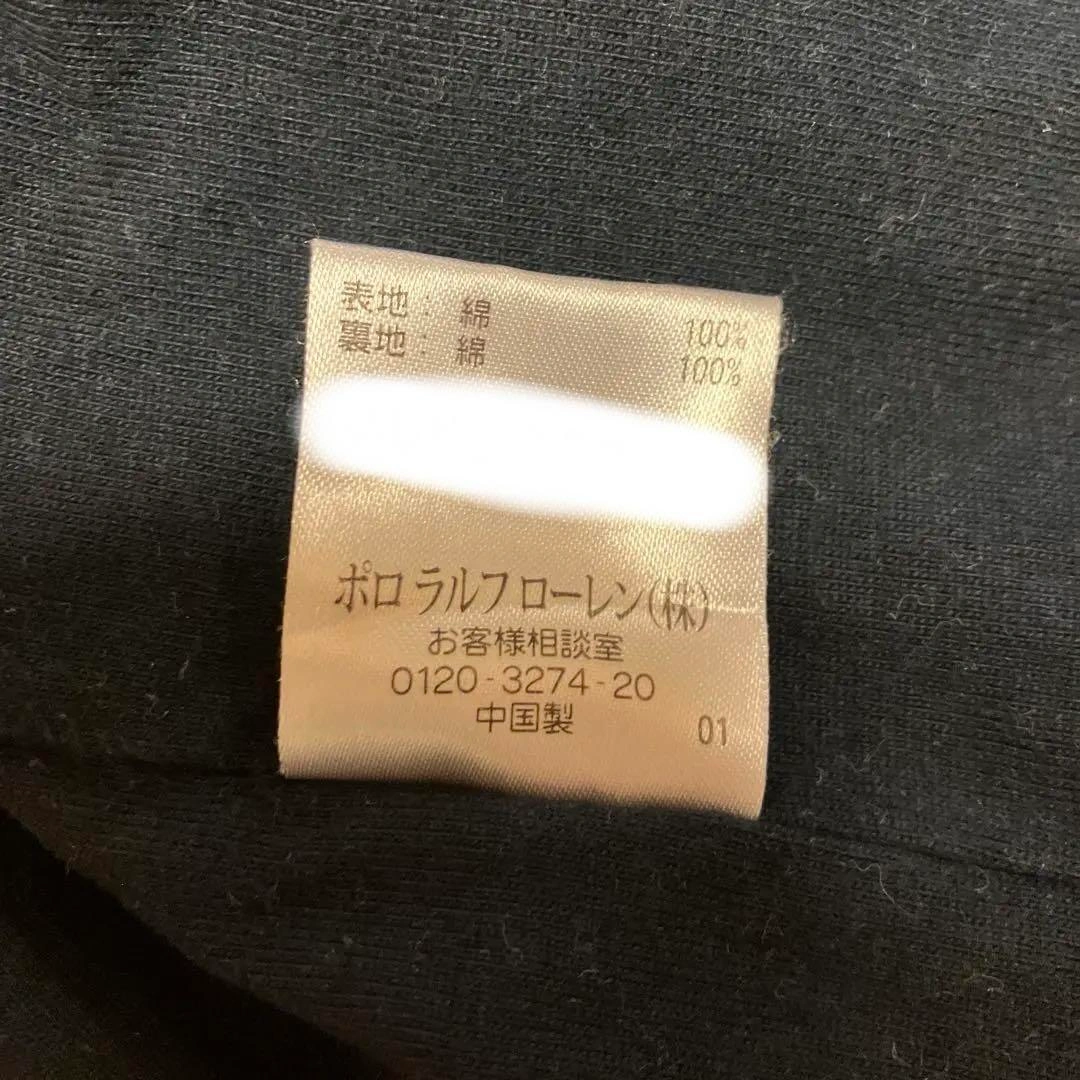 表地: 綿 100%
裏地: 綿 100%
ポロ ラルフ ローレン(株)
お客様相談室
0120-3274-20
中国製 01